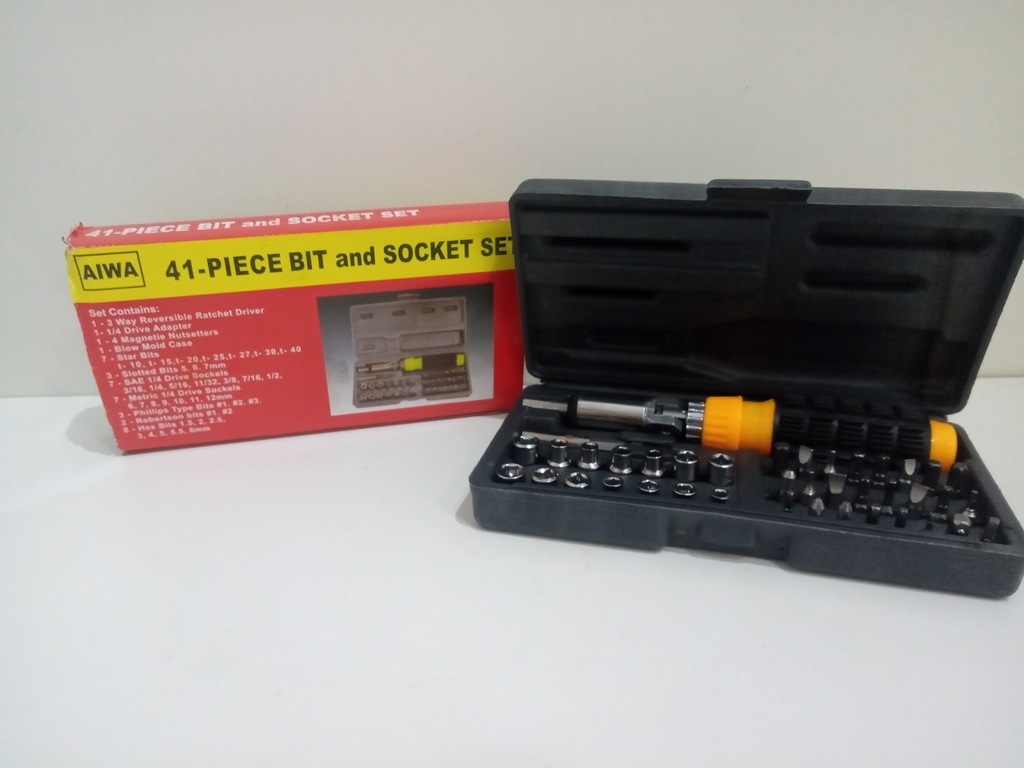 41-PIECE BIT and SOCKET SET
AIWA
41-PIECE BIT and SOCKET SET
Set Contains:
1 - 3 Way Reversible Ratchet Driver
1- 1/4 Drive Adapter
1 - 4 Magnetic Nutsetters
1 - Blow Mold Case
7 - Star Bits
t- 10, t- 15,t- 20,t- 25,t- 27,t- 30,t- 40
3 - Slotted Bits 5, 6, 7mm
7 - SAE 1/4 Drive Sockets
3/16, 1/4, 5/16, 11/32, 3/8, 7/16, 1/2.
7 - Metric 1/4 Drive Sockets
6, 7, 8, 9, 10, 11, 12mm
3 - Phillips Type Bits #1, #2, #3.
2 - Robertson bits #1, #2
8 - Hex Bits 1.5, 2, 2.5,
3, 4, 5, 5.5, 6mm